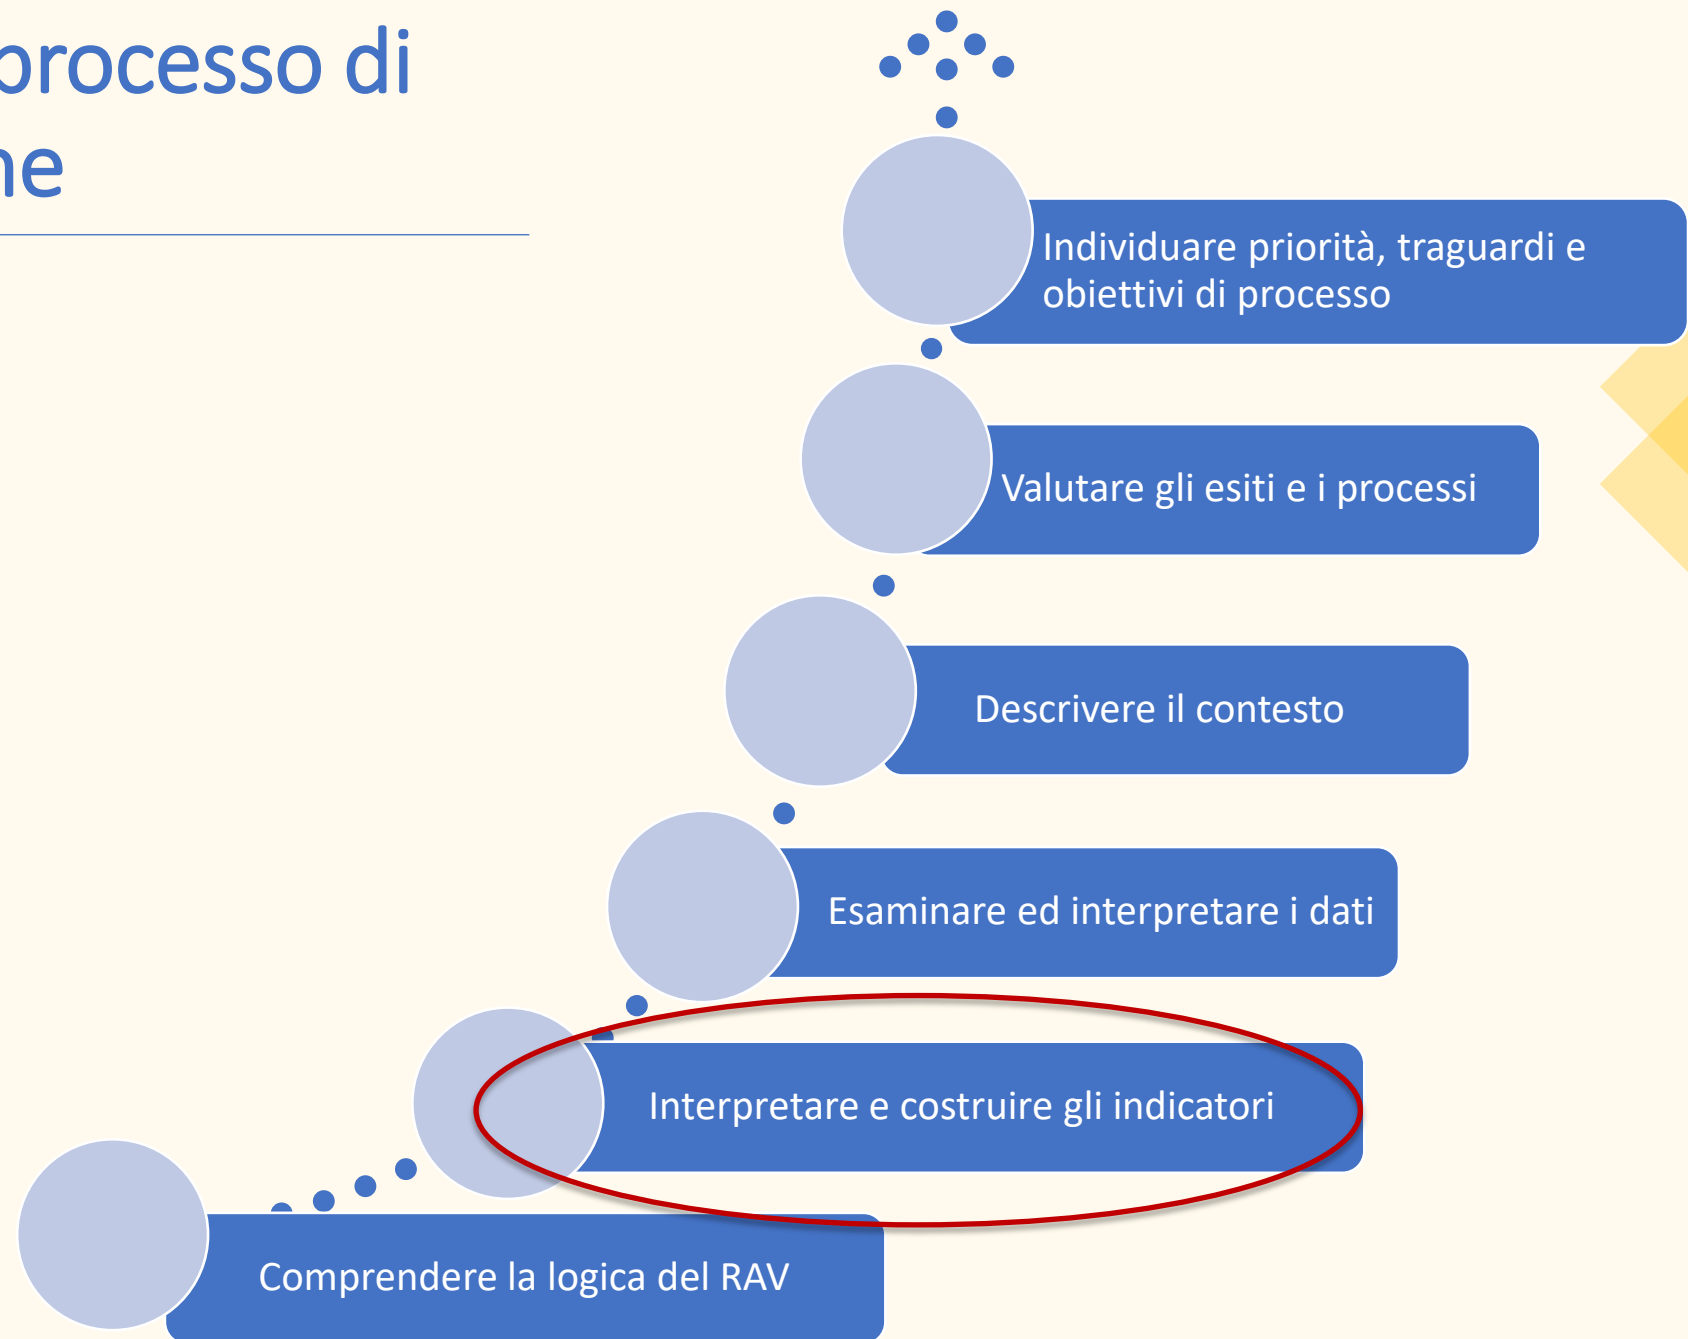 processo di
ne
Individuare priorità, traguardi e
obiettivi di processo
Valutare gli esiti e i processi
Descrivere il contesto
Esaminare ed interpretare i dati
Interpretare e costruire gli indicatori
Comprendere la logica del RAV